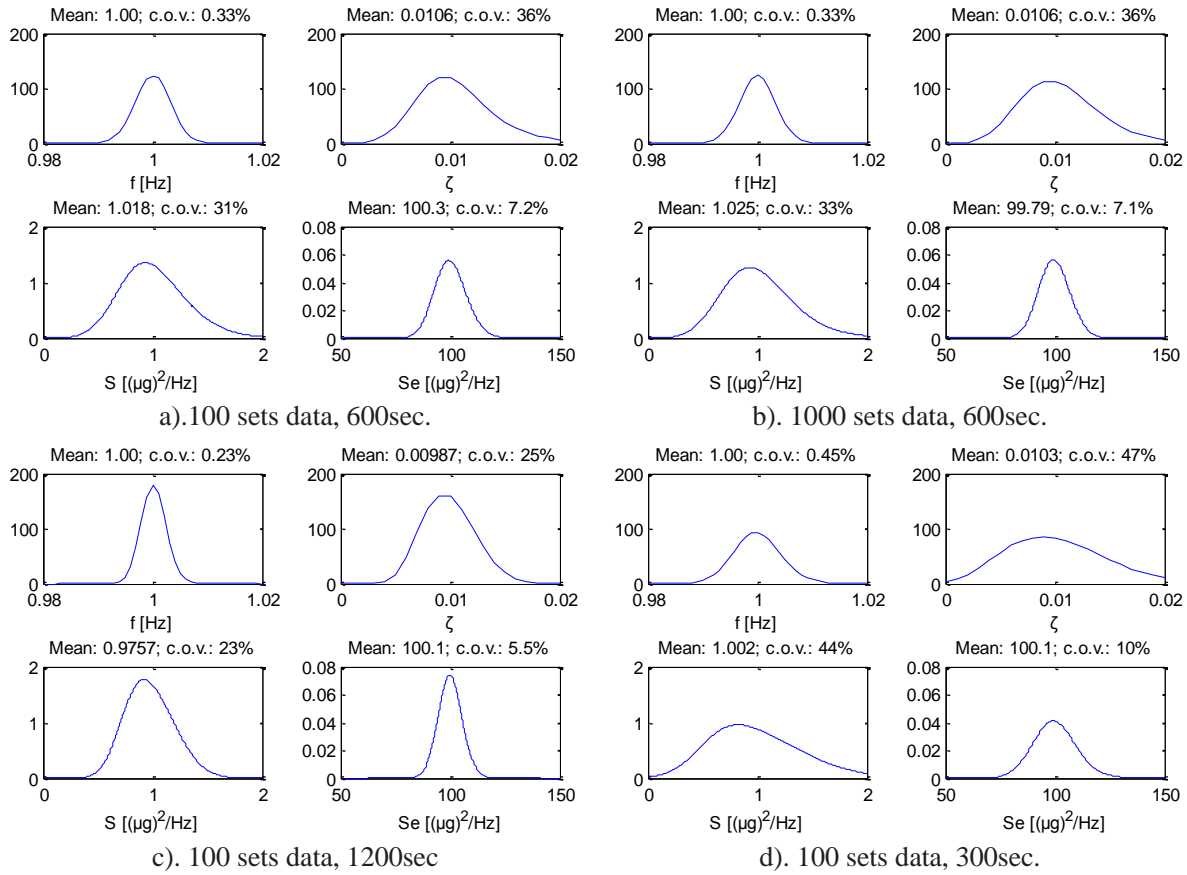 Mean: 1.00; c.o.v.: 0.33%
200
100
0
0.98
1
1.02
f [Hz]
Mean: 0.0106; c.o.v.: 36%
200
100
0
0
0.01
0.02
ζ
Mean: 1.018; c.o.v.: 31%
2
1
0
0
1
2
S [(µg)²/Hz]
Mean: 100.3; c.o.v.: 7.2%
0.08
0.06
0.04
0.02
0
50
100
150
Se [(µg)²/Hz]
a).100 sets data, 600sec.
Mean: 1.00; c.o.v.: 0.33%
200
100
0
0.98
1
1.02
f [Hz]
Mean: 0.0106; c.o.v.: 36%
200
100
0
0
0.01
0.02
ζ
Mean: 1.025; c.o.v.: 33%
2
1
0
0
1
2
S [(µg)²/Hz]
Mean: 99.79; c.o.v.: 7.1%
0.08
0.06
0.04
0.02
0
50
100
150
Se [(µg)²/Hz]
b). 1000 sets data, 600sec.
Mean: 1.00; c.o.v.: 0.23%
200
100
0
0.98
1
1.02
f [Hz]
Mean: 0.00987; c.o.v.: 25%
200
100
0
0
0.01
0.02
ζ
Mean: 0.9757; c.o.v.: 23%
2
1
0
0
1
2
S [(µg)²/Hz]
Mean: 100.1; c.o.v.: 5.5%
0.08
0.06
0.04
0.02
0
50
100
150
Se [(µg)²/Hz]
c). 100 sets data, 1200sec
Mean: 1.00; c.o.v.: 0.45%
200
100
0
0.98
1
1.02
f [Hz]
Mean: 0.0103; c.o.v.: 47%
200
100
0
0
0.01
0.02
ζ
Mean: 1.002; c.o.v.: 44%
2
1
0
0
1
2
S [(µg)²/Hz]
Mean: 100.1; c.o.v.: 10%
0.08
0.06
0.04
0.02
0
50
100
150
Se [(µg)²/Hz]
d). 100 sets data, 300sec.